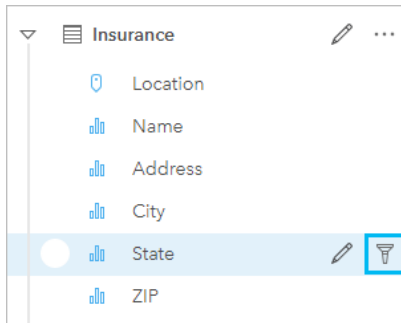 Insurance
Location
Name
Address
City
State
ZIP